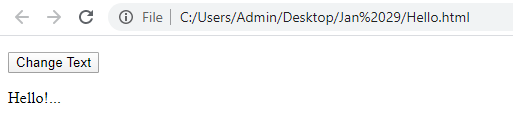 File | C:/Users/Admin/Desktop/Jan%2029/Hello.html
Change Text
Hello!...